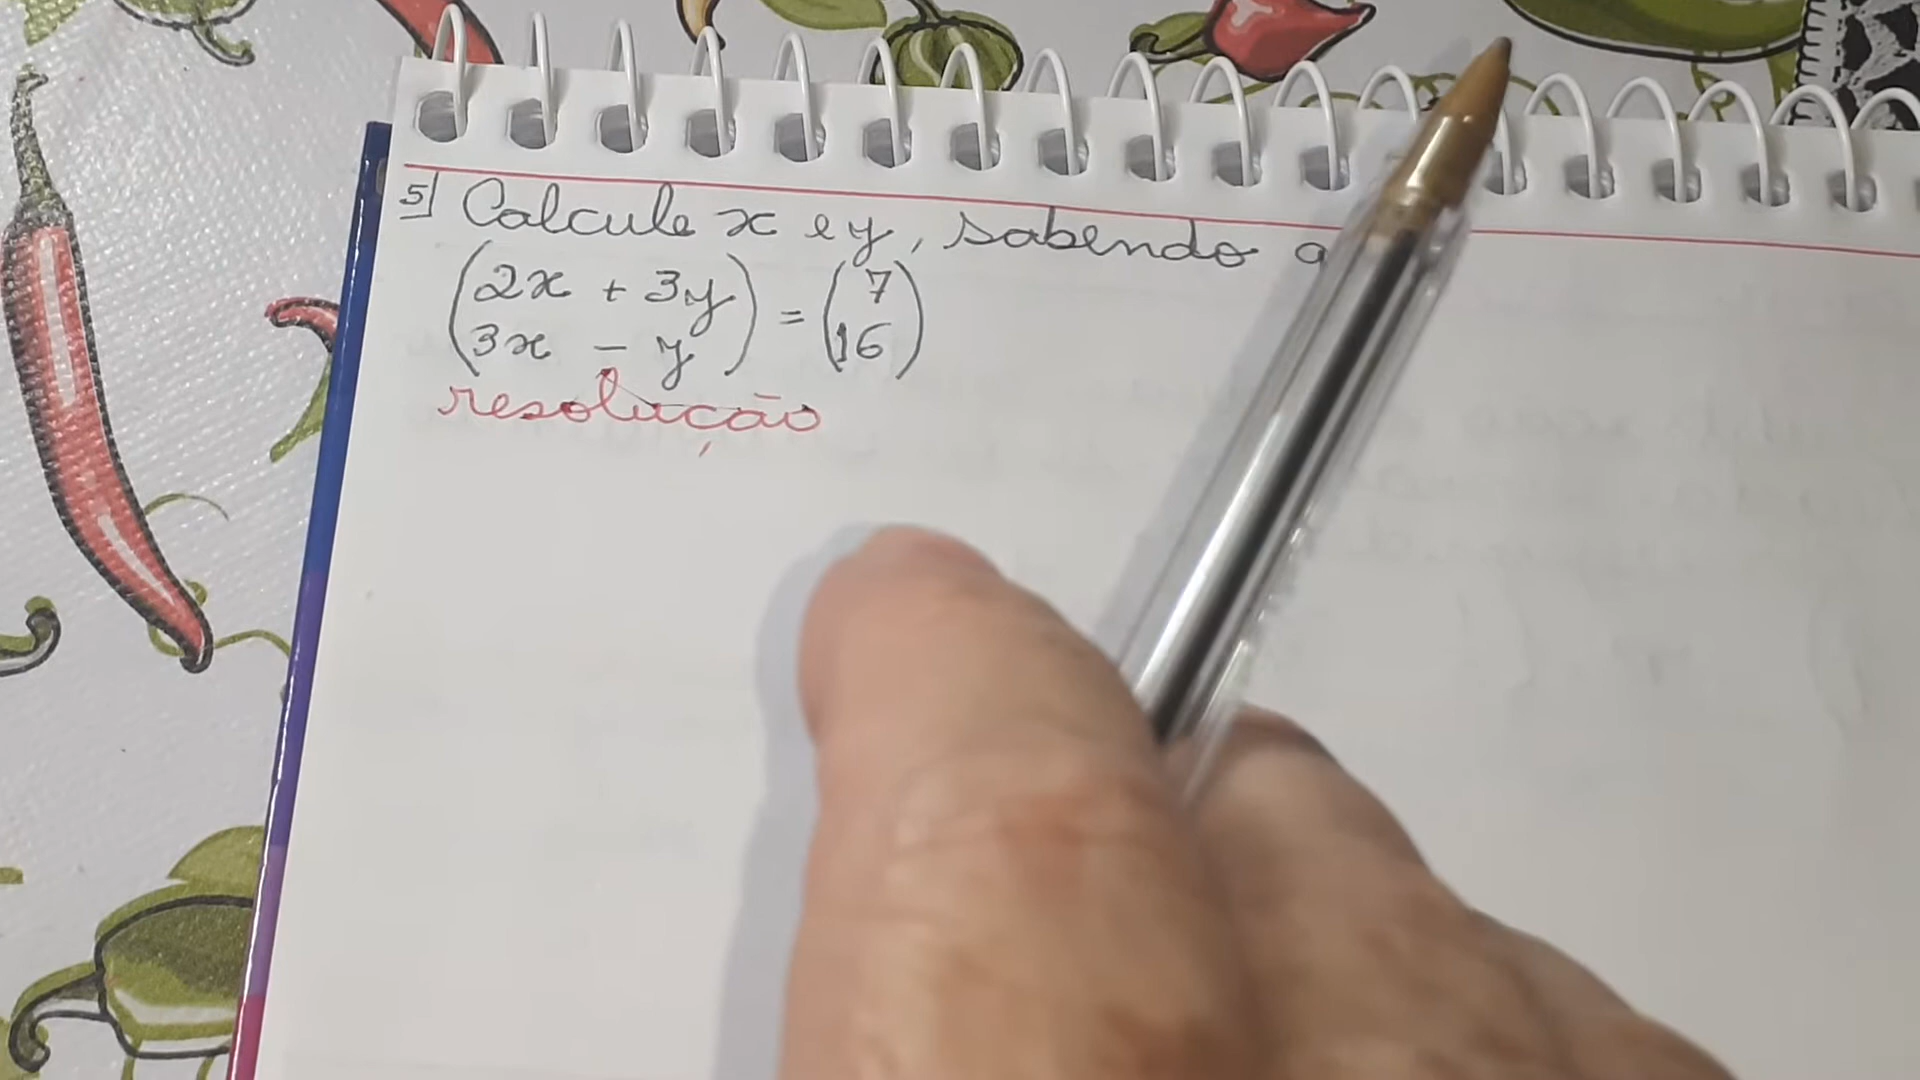 5] Calcule x e y, sabendo
(2x + 3y) = (7)
(3x - y) (16)
resolução